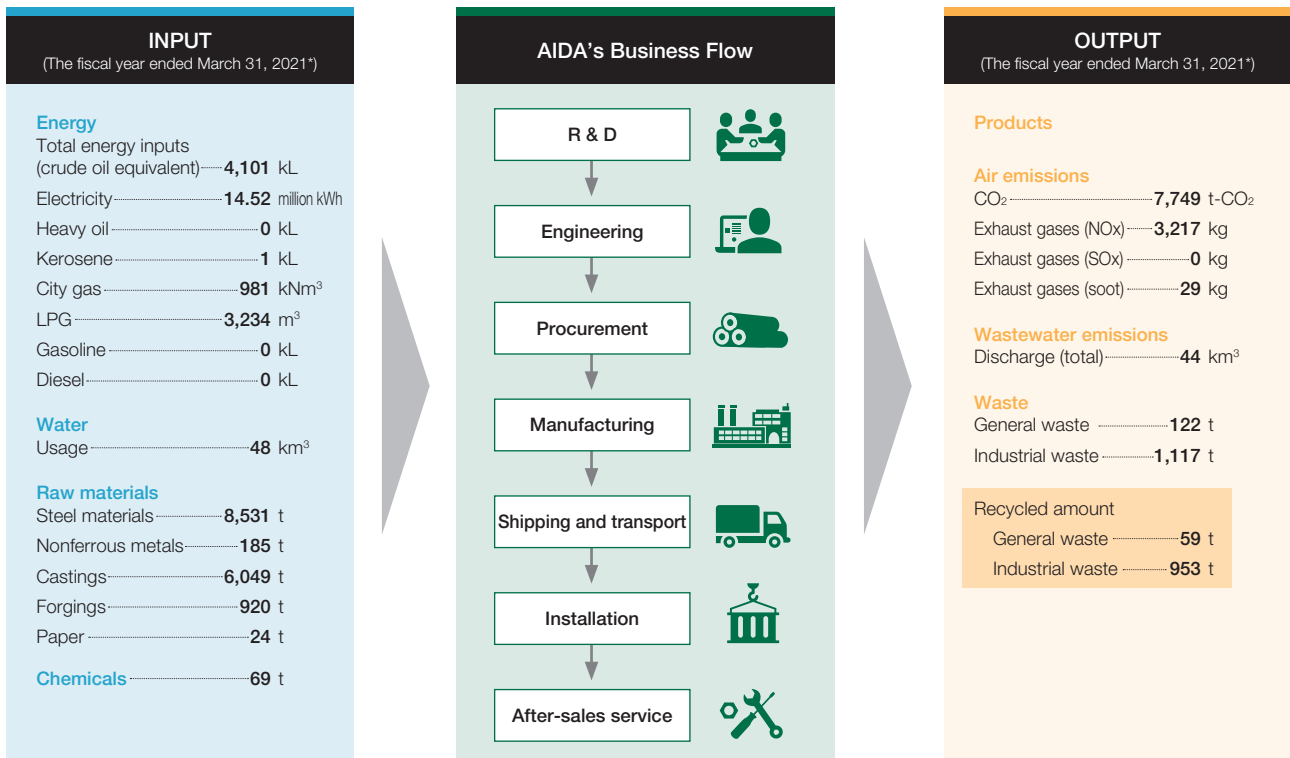 INPUT
(The fiscal year ended March 31, 2021*)
Energy
Total energy inputs
(crude oil equivalent) 4,101 kL
Electricity 14.52 million kWh
Heavy oil 0 kL
Kerosene 1 kL
City gas 981 kNm³
LPG 3,234 m³
Gasoline 0 kL
Diesel 0 kL
Water
Usage 48 km³
Raw materials
Steel materials 8,531 t
Nonferrous metals 185 t
Castings 6,049 t
Forgings 920 t
Paper 24 t
Chemicals 69 t
AIDA's Business Flow
R & D
Engineering
Procurement
Manufacturing
Shipping and transport
Installation
After-sales service
OUTPUT
(The fiscal year ended March 31, 2021*)
Products
Air emissions
CO₂ 7,749 t-CO₂
Exhaust gases (NOx) 3,217 kg
Exhaust gases (SOx) 0 kg
Exhaust gases (soot) 29 kg
Wastewater emissions
Discharge (total) 44 km³
Waste
General waste 122 t
Industrial waste 1,117 t
Recycled amount
General waste 59 t
Industrial waste 953 t